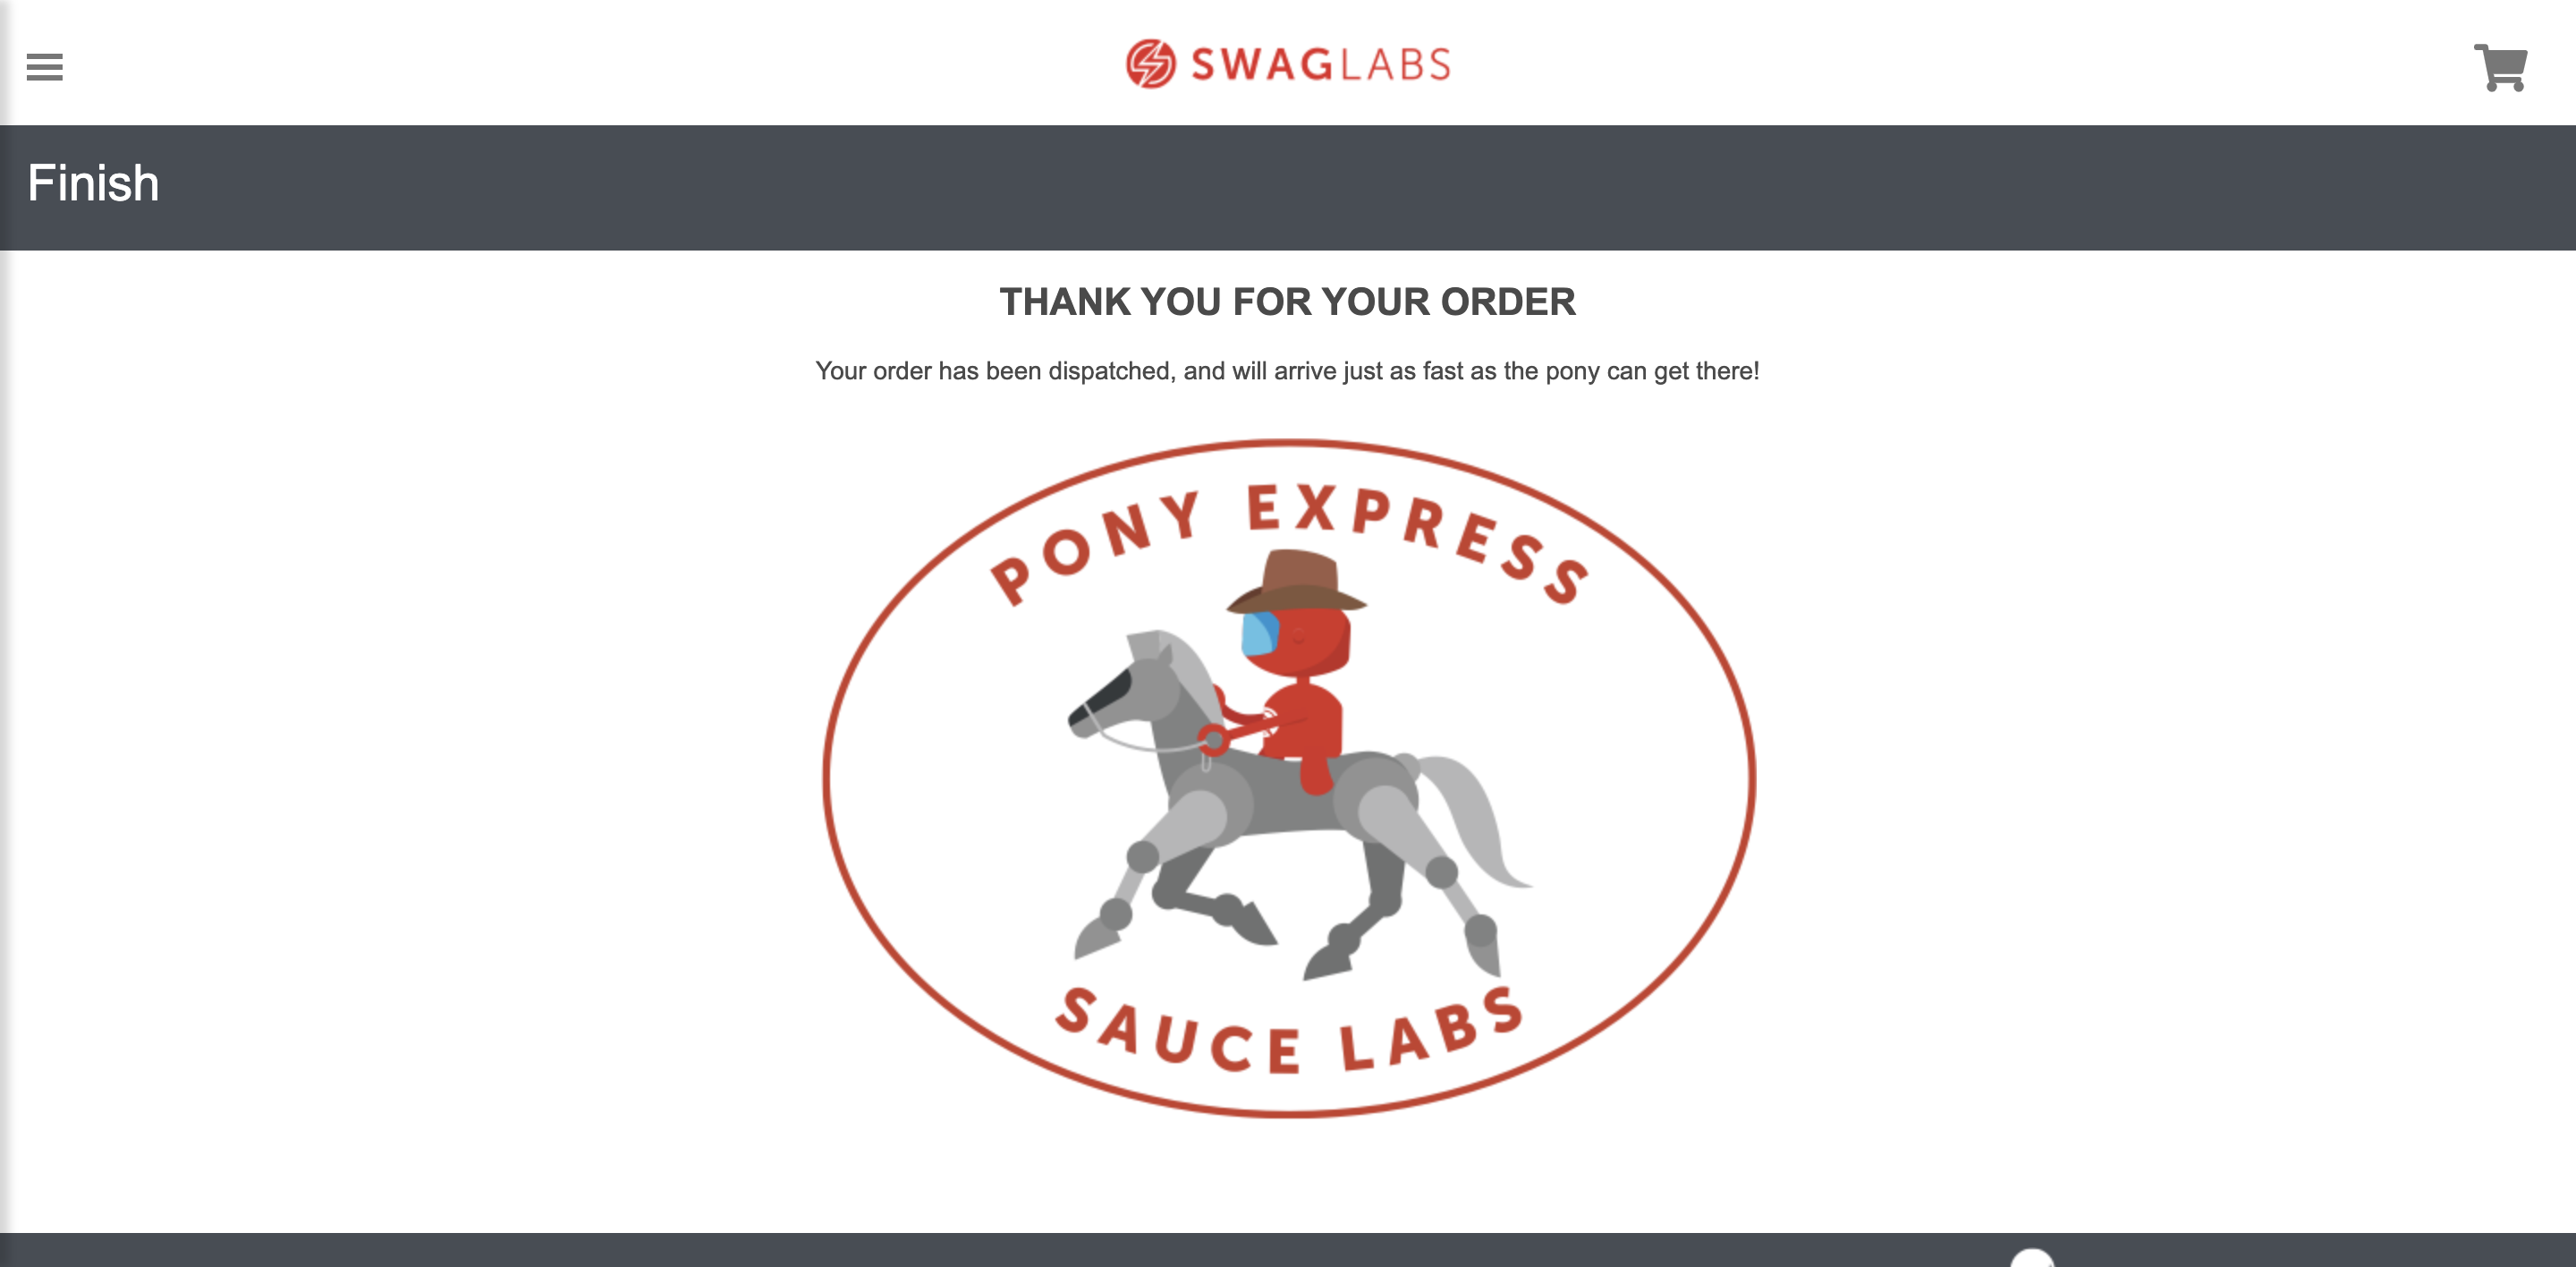 SWAGLABS
Finish
THANK YOU FOR YOUR ORDER
Your order has been dispatched, and will arrive just as fast as the pony can get there!
PONY EXPRESS
SAUCE LABS